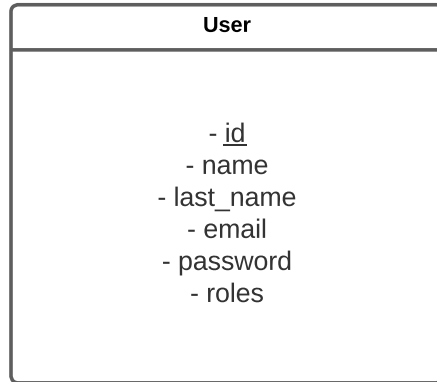 User
- id
- name
- last_name
- email
- password
- roles